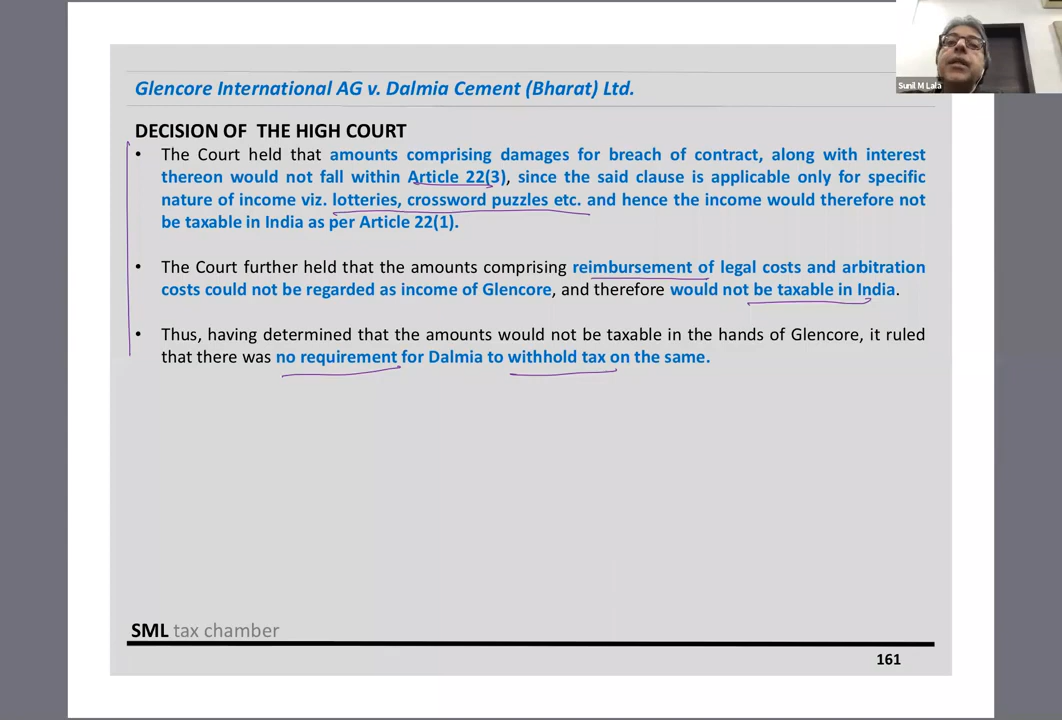 Sunil M Lala
Glencore International AG v. Dalmia Cement (Bharat) Ltd.
DECISION OF THE HIGH COURT
• The Court held that amounts comprising damages for breach of contract, along with interest
thereon would not fall within Article 22(3), since the said clause is applicable only for specific
nature of income viz. lotteries, crossword puzzles etc. and hence the income would therefore not
be taxable in India as per Article 22(1).
• The Court further held that the amounts comprising reimbursement of legal costs and arbitration
costs could not be regarded as income of Glencore, and therefore would not be taxable in India.
• Thus, having determined that the amounts would not be taxable in the hands of Glencore, it ruled
that there was no requirement for Dalmia to withhold tax on the same.
SML tax chamber
161